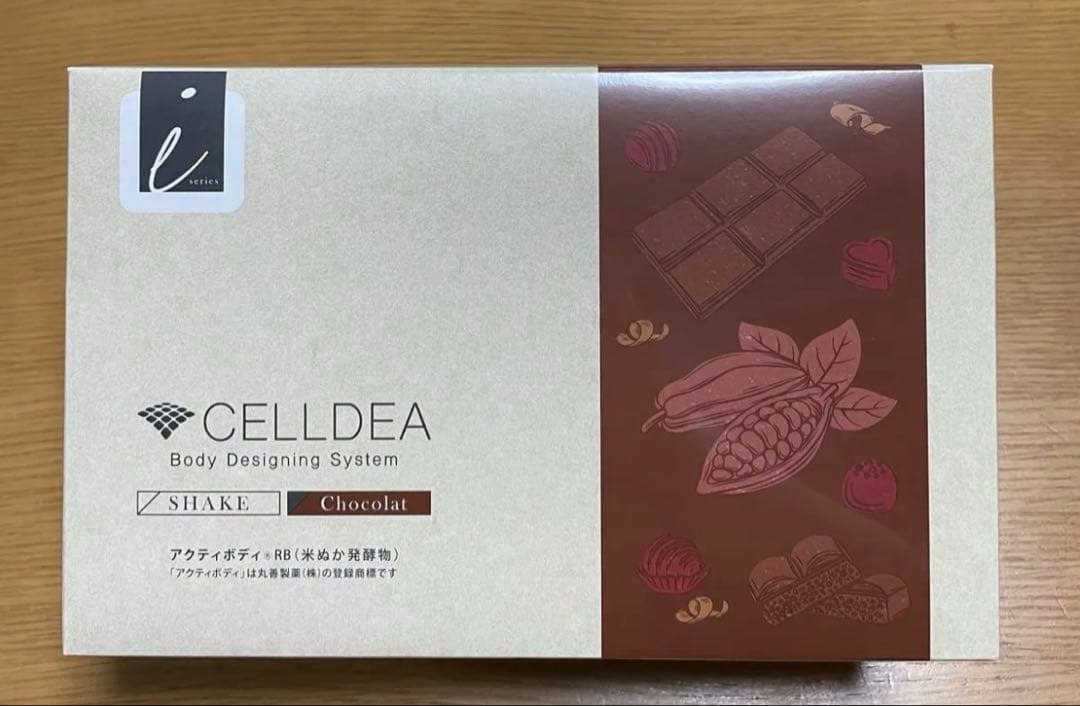 i
series
CELLDEA
Body Designing System
SHAKE Chocolat
アクティボディ®RB(米ぬか発酵物)
「アクティボディ」は丸善製薬(株)の登録商標です